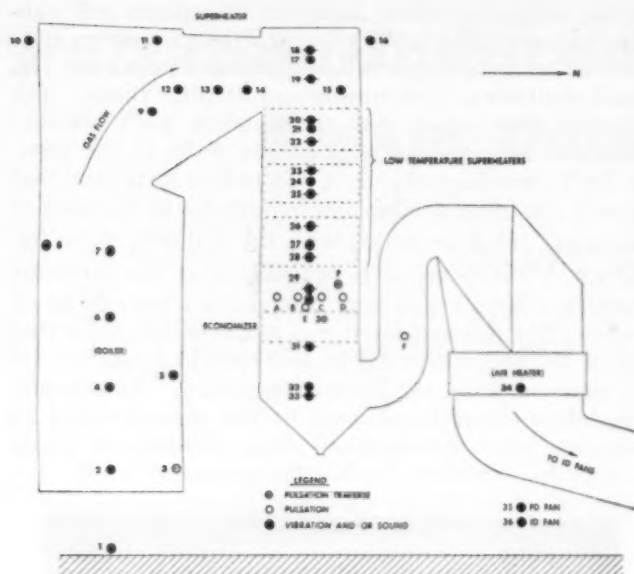 SUPERHEATER
10
11
16
18
17
19
12
13
14
15
N
9
GAS FLOW
20
21
22
LOW TEMPERATURE SUPERHEATERS
23
24
25
26
27
28
7
6
P
29
A
B
C
D
E
30
ECONOMIZER
F
(BOILER)
31
5
4
(AIR HEATER)
34
32
33
2
3
TO ID FANS
LEGEND
PULSATION TRAVERSE
PULSATION
VIBRATION AND OR SOUND
35 FD FAN
36 ID FAN
1